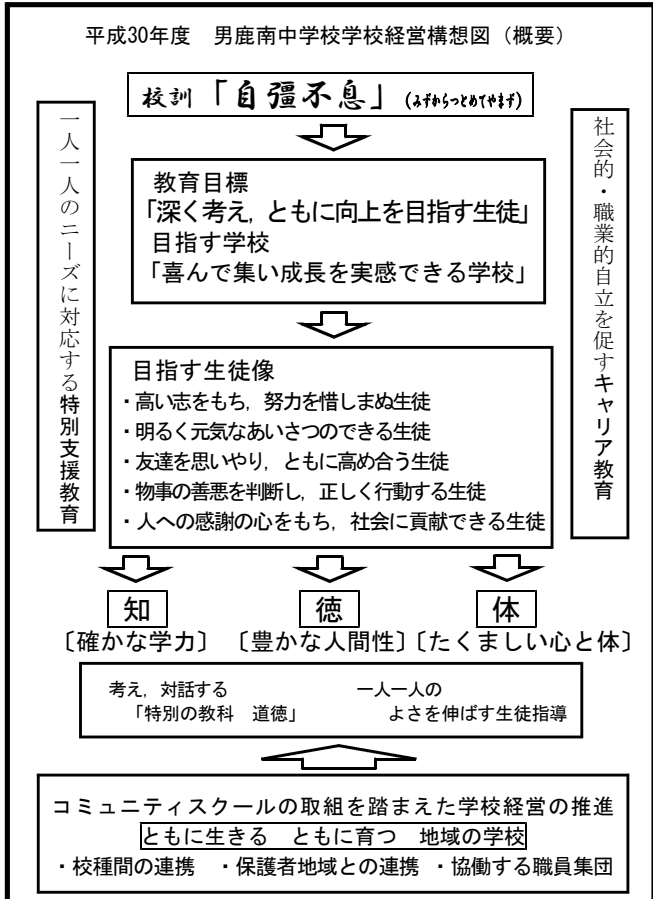 平成30年度　男鹿南中学校学校経営構想図（概要）
校訓「自彊不息」(みずからつとめてやまず)
一人一人のニーズに対応する特別支援教育
社会的・職業的自立を促すキャリア教育
教育目標
「深く考え，ともに向上を目指す生徒」
目指す学校
「喜んで集い成長を実感できる学校」
目指す生徒像
・高い志をもち，努力を惜しまぬ生徒
・明るく元気なあいさつのできる生徒
・友達を思いやり，ともに高め合う生徒
・物事の善悪を判断し，正しく行動する生徒
・人への感謝の心をもち，社会に貢献できる生徒
知　徳　体
〔確かな学力〕〔豊かな人間性〕〔たくましい心と体〕
考え，対話する
「特別の教科　道徳」
一人一人の
よさを伸ばす生徒指導
コミュニティスクールの取組を踏まえた学校経営の推進
ともに生きる　ともに育つ　地域の学校
・校種間の連携　・保護者地域との連携　・協働する職員集団